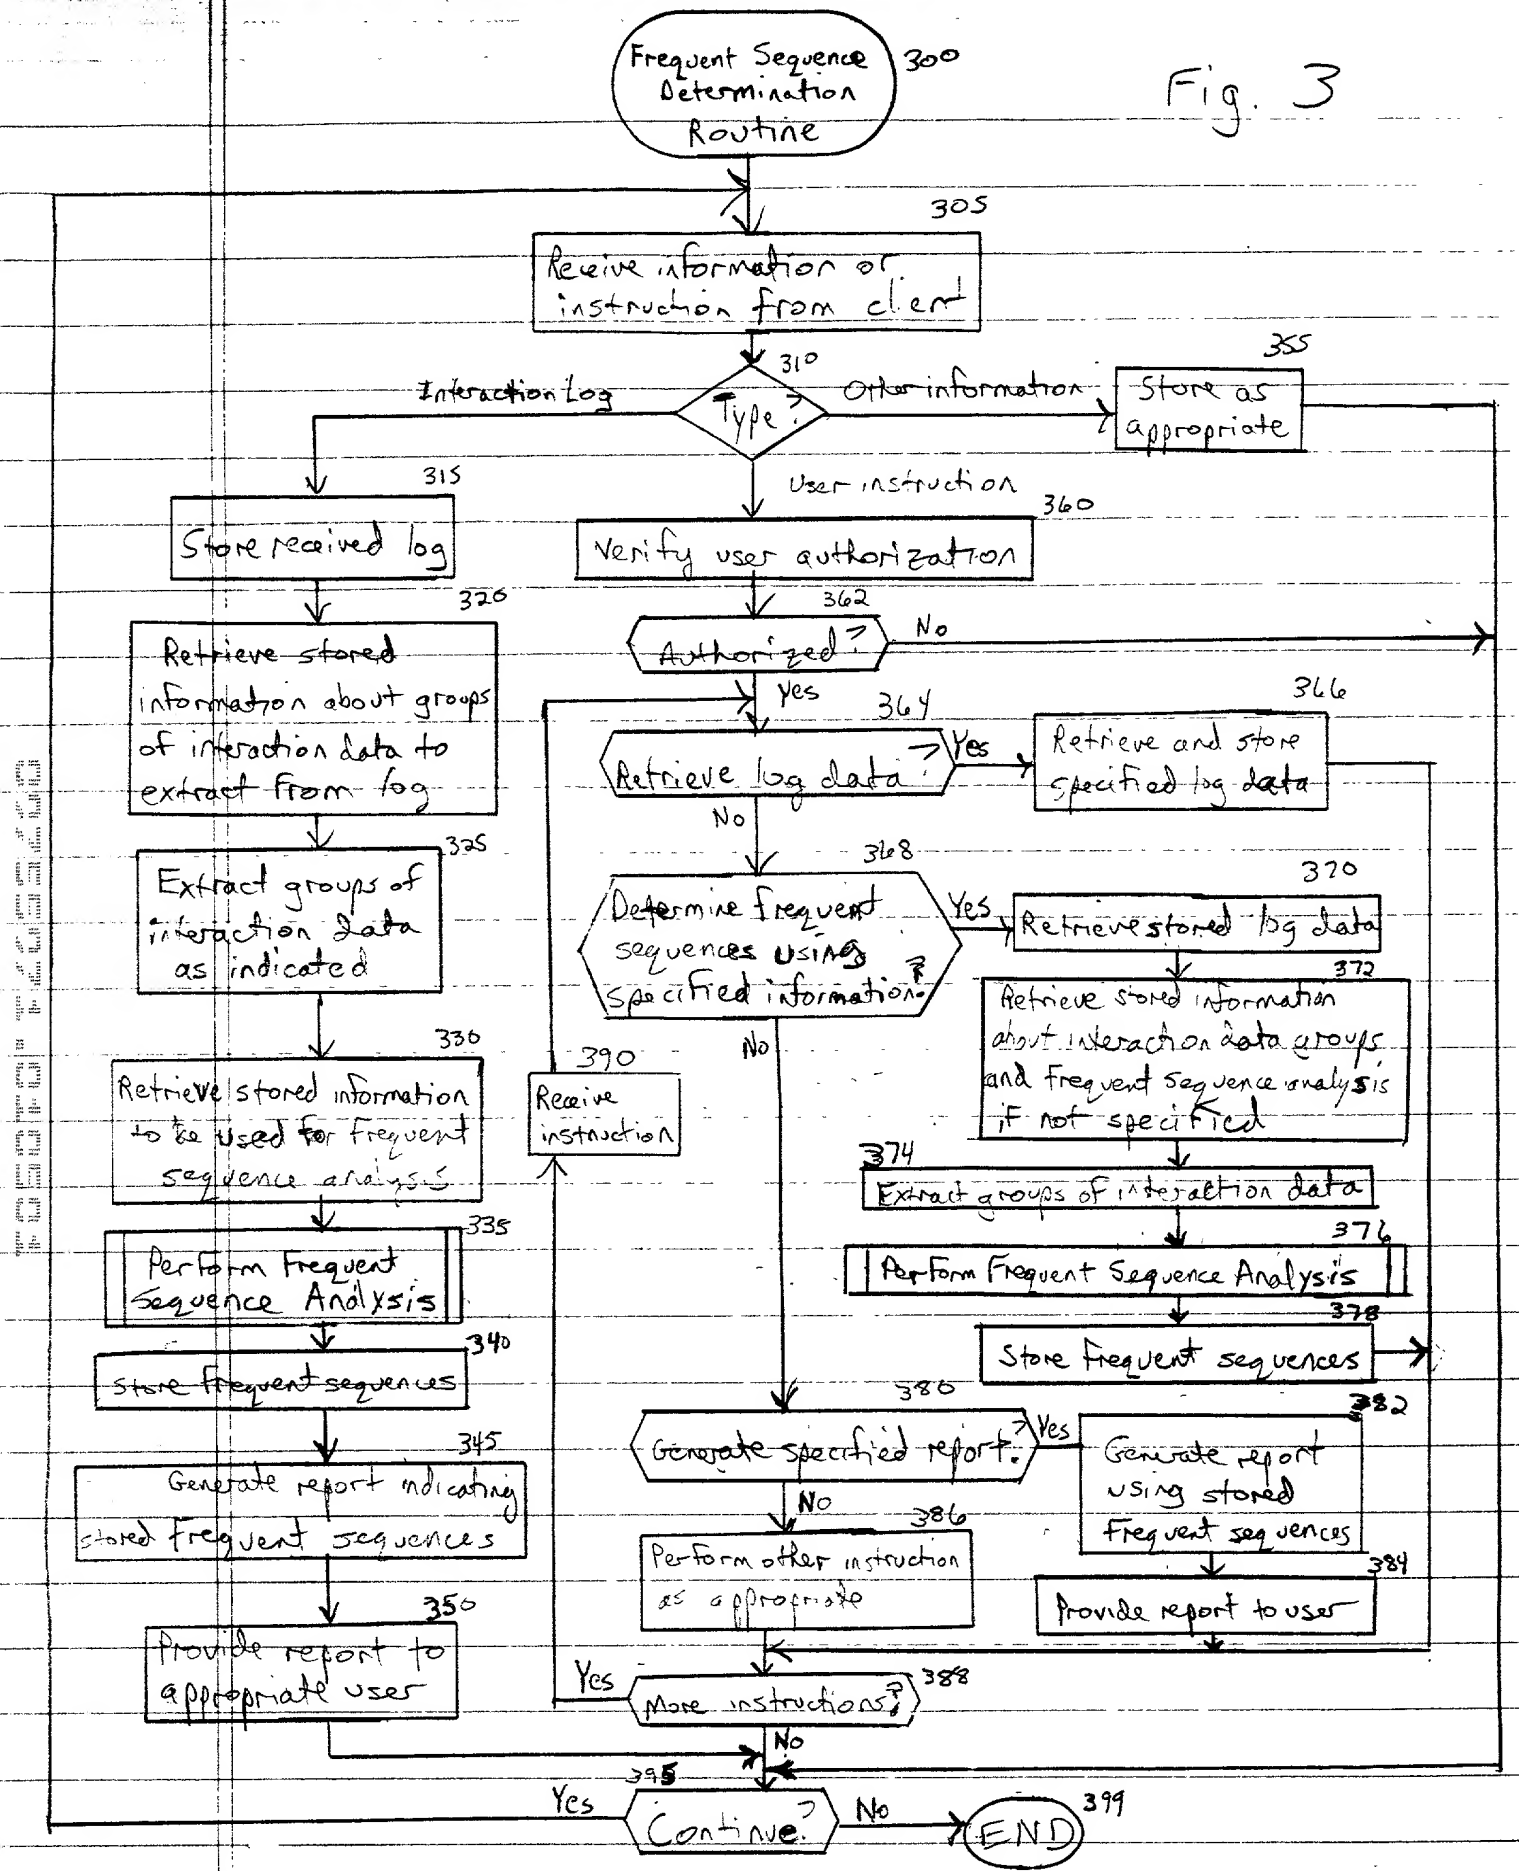 Frequent Sequence
Determination
Routine
300
Fig. 3
305
Receive information or
instruction from client
310
Type?
Interaction Log
Other information
355
Store as
appropriate
User instruction
315
Store received log
320
Retrieve stored
information about groups
of interaction data to
extract from log
325
Extract groups of
interaction data
as indicated
330
Retrieve stored information
to be used for frequent
sequence analysis
335
Perform Frequent
Sequence Analysis
340
Store frequent sequences
345
Generate report indicating
stored frequent sequences
350
Provide report to
appropriate user
360
Verify user authorization
362
Authorized?
No
Yes
364
Retrieve log data?
Yes
366
Retrieve and store
specified log data
No
368
Determine frequent
sequences using
specified information?
Yes
370
Retrieve stored log data
372
Retrieve stored information
about interaction data groups
and frequent sequence analysis
if not specified
374
Extract groups of interaction data
376
Perform Frequent Sequence Analysis
378
Store frequent sequences
No
390
Receive
instruction
380
Generate specified report?
Yes
382
Generate report
using stored
frequent sequences
384
Provide report to user
No
386
Perform other instruction
as appropriate
388
More instructions?
Yes
No
395
Continue?
Yes
No
399
END